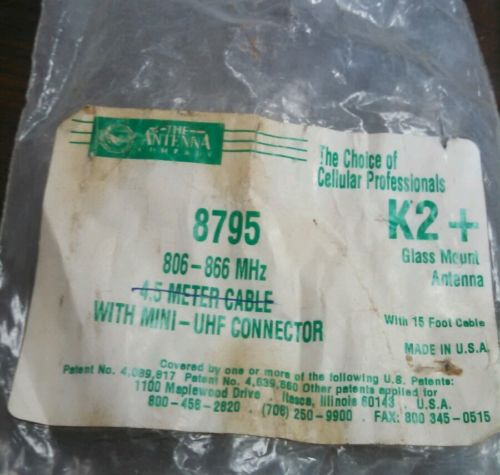 THE
ANTENNA
COMPANY
The Choice of
Cellular Professionals
8795
K2+
806-866 MHz
Glass Mount
Antenna
4.5 METER CABLE
WITH MINI-UHF CONNECTOR
With 15 Foot Cable
MADE IN U.S.A.
Covered by one or more of the following U.S. Patents:
Patent No. 4,089,817 Patent No. 4,839,660 Other patents applied for
1100 Maplewood Drive . Itasca, Illinois 60143 . U.S.A.
800-458-2820 . (708) 250-9900 . FAX: 800 345-0515